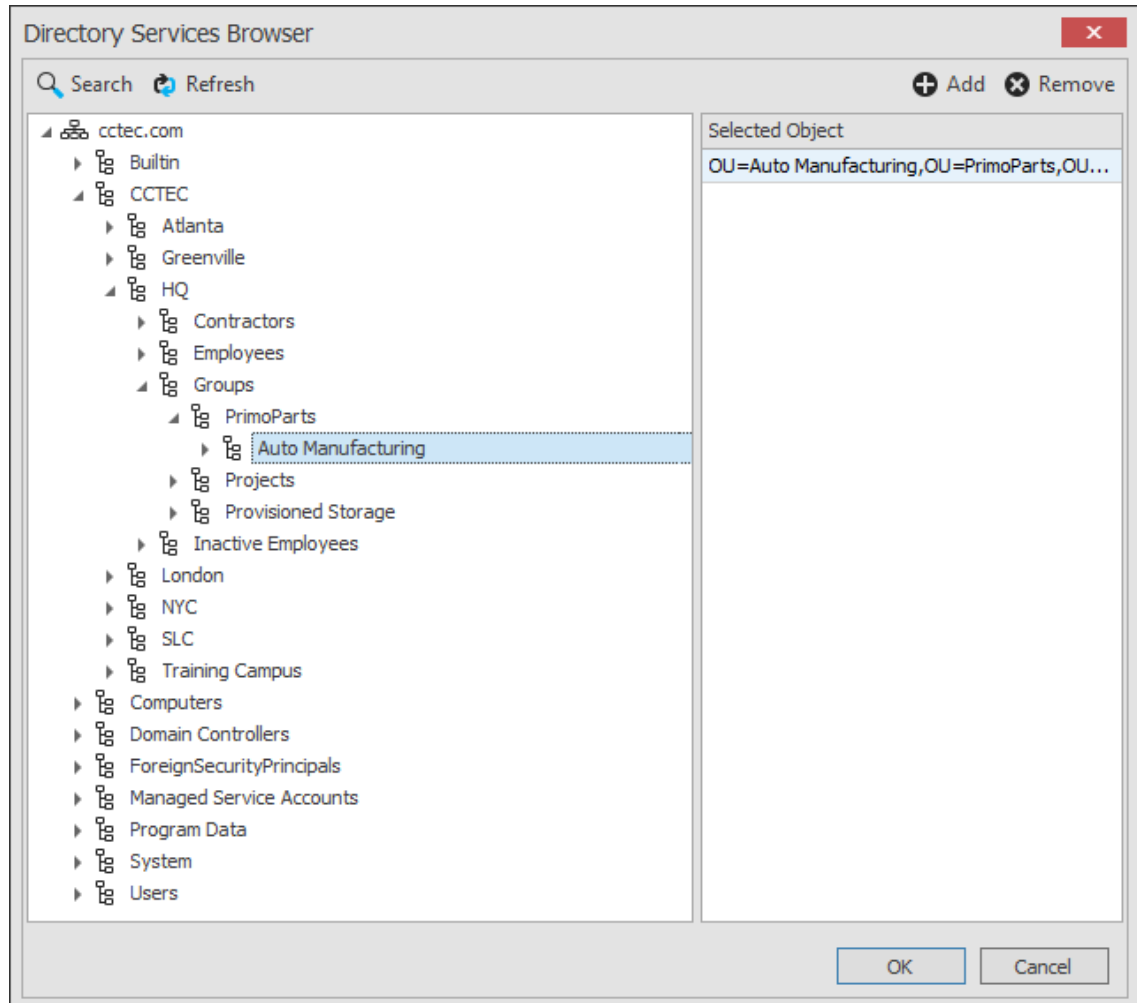 Directory Services Browser
Search Refresh Add Remove
cctec.com
Builtin
CCTEC
Atlanta
Greenville
HQ
Contractors
Employees
Groups
PrimoParts
Auto Manufacturing
Projects
Provisioned Storage
Inactive Employees
London
NYC
SLC
Training Campus
Computers
Domain Controllers
ForeignSecurityPrincipals
Managed Service Accounts
Program Data
System
Users
Selected Object
OU=Auto Manufacturing,OU=PrimoParts,OU...
OK Cancel